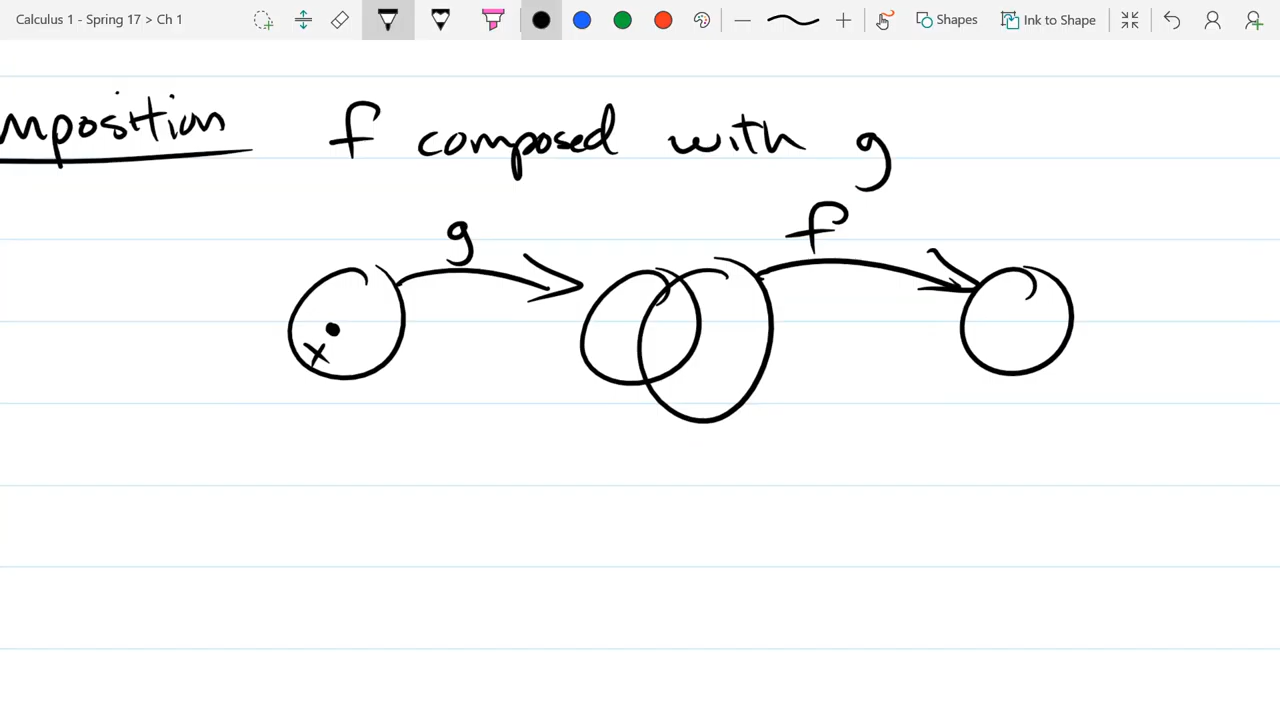 Calculus 1 - Spring 17 > Ch 1 Shapes Ink to Shape
mposition f composed with g
g f
x